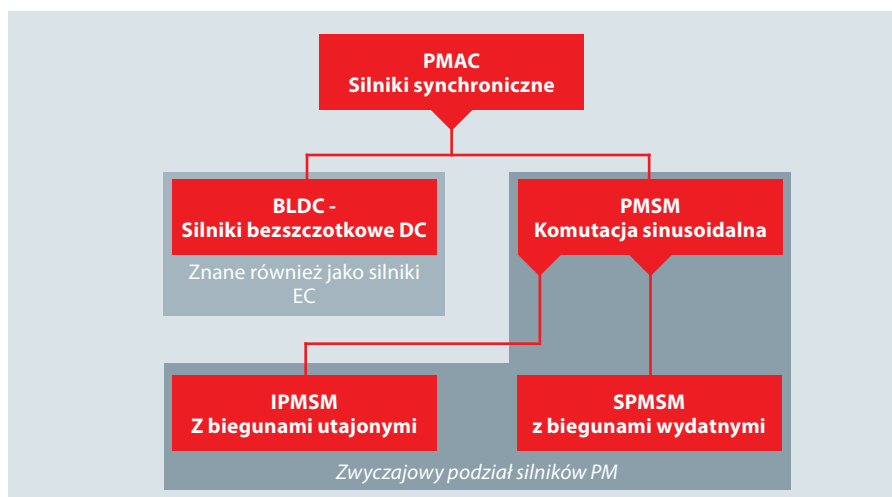 PMAC
Silniki synchroniczne
BLDC -
Silniki bezszczotkowe DC
Znane również jako silniki
EC
PMSM
Komutacja sinusoidalna
IPMSM
Z biegunami utajonymi
SPMSM
z biegunami wydatnymi
Zwyczajowy podział silników PM